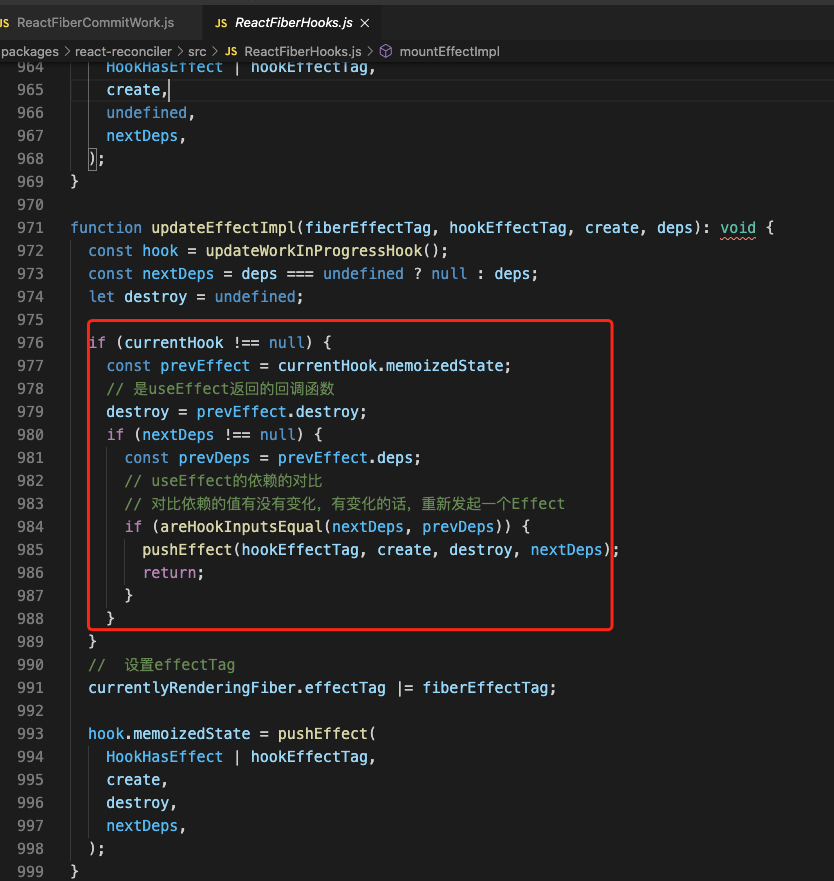 JS ReactFiberCommitWork.js JS ReactFiberHooks.js ×
packages > react-reconciler > src > JS ReactFiberHooks.js > mountEffectImpl
964 HookHasEffect | hookEffectTag,
965 create,
966 undefined,
967 nextDeps,
968 );
969 }
970
971 function updateEffectImpl(fiberEffectTag, hookEffectTag, create, deps): void {
972 const hook = updateWorkInProgressHook();
973 const nextDeps = deps === undefined ? null : deps;
974 let destroy = undefined;
975
976 if (currentHook !== null) {
977 const prevEffect = currentHook.memoizedState;
978 // 是useEffect返回的回调函数
979 destroy = prevEffect.destroy;
980 if (nextDeps !== null) {
981 const prevDeps = prevEffect.deps;
982 // useEffect的依赖的对比
983 // 对比依赖的值有没有变化，有变化的话，重新发起一个Effect
984 if (areHookInputsEqual(nextDeps, prevDeps)) {
985 pushEffect(hookEffectTag, create, destroy, nextDeps);
986 return;
987 }
988 }
989 }
990 // 设置effectTag
991 currentlyRenderingFiber.effectTag |= fiberEffectTag;
992
993 hook.memoizedState = pushEffect(
994 HookHasEffect | hookEffectTag,
995 create,
996 destroy,
997 nextDeps,
998 );
999 }